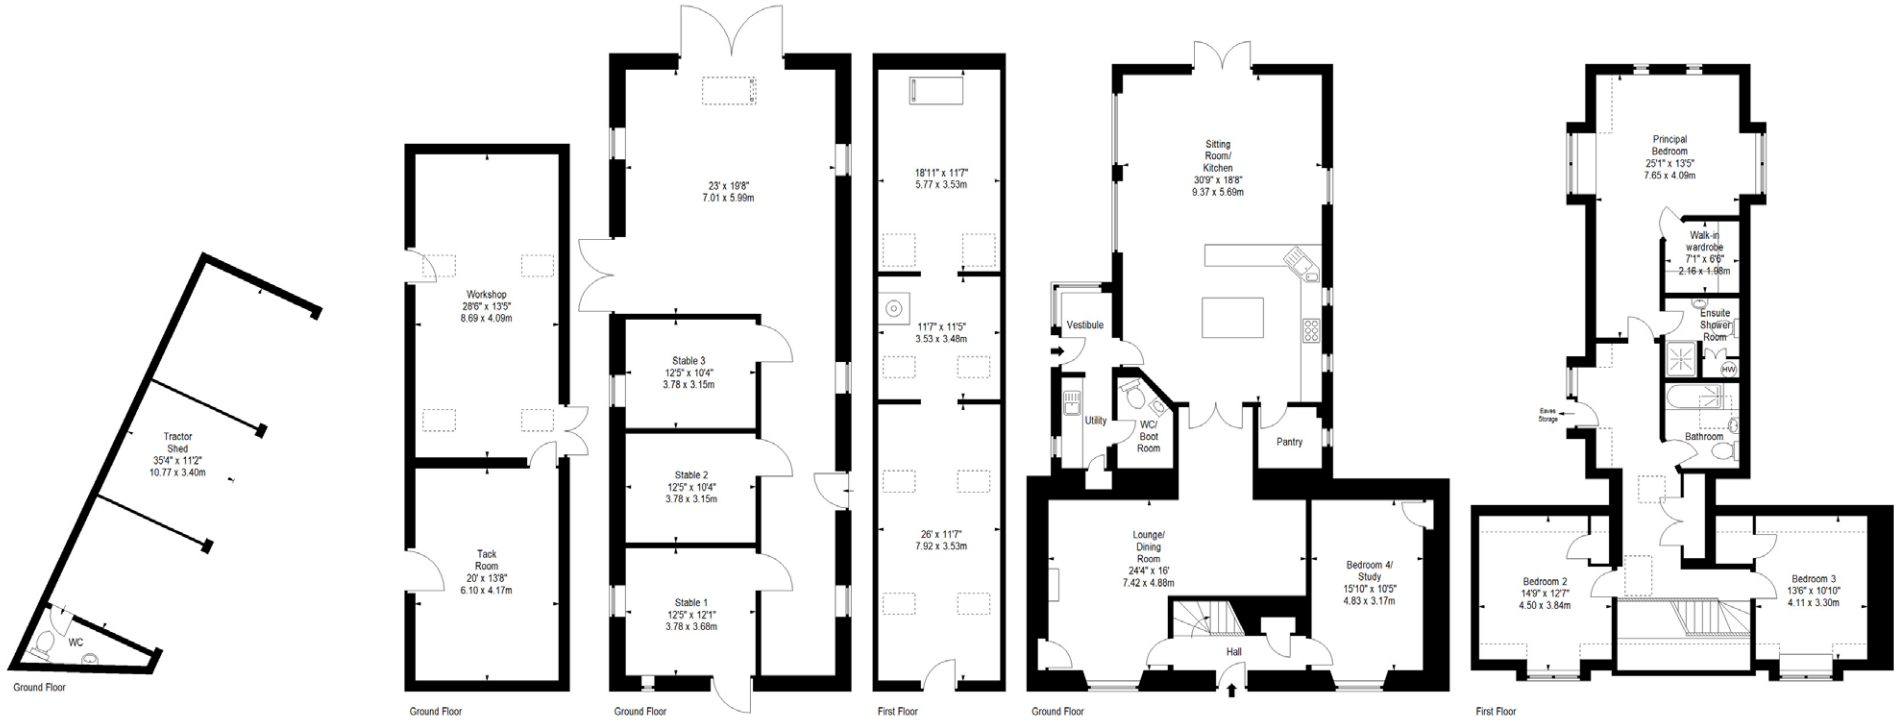 Tractor
Shed
35'4" x 11'2"
10.77 x 3.40m
WC
Ground Floor
Workshop
28'6" x 13'5"
8.69 x 4.09m
Tack
Room
20' x 13'8"
6.10 x 4.17m
Ground Floor
23' x 19'8"
7.01 x 5.99m
Stable 3
12'5" x 10'4"
3.78 x 3.15m
Stable 2
12'5" x 10'4"
3.78 x 3.15m
Stable 1
12'5" x 12'1"
3.78 x 3.68m
Ground Floor
18'11" x 11'7"
5.77 x 3.53m
11'7" x 11'5"
3.53 x 3.48m
26' x 11'7"
7.92 x 3.53m
First Floor
Sitting
Room/
Kitchen
30'9" x 18'8"
9.37 x 5.69m
Vestibule
Utility
WC/
Boot
Room
Pantry
Lounge/
Dining
Room
24'4" x 16'
7.42 x 4.88m
Bedroom 4/
Study
15'10" x 10'5"
4.83 x 3.17m
Hall
Ground Floor
Principal
Bedroom
25'1" x 13'5"
7.65 x 4.09m
Walk-in
wardrobe
7'1" x 6'6"
2.16 x 1.98m
Ensuite
Shower
Room
HW
Eaves
Storage
Bathroom
Bedroom 2
14'9" x 12'7"
4.50 x 3.84m
Bedroom 3
13'6" x 10'10"
4.11 x 3.30m
First Floor